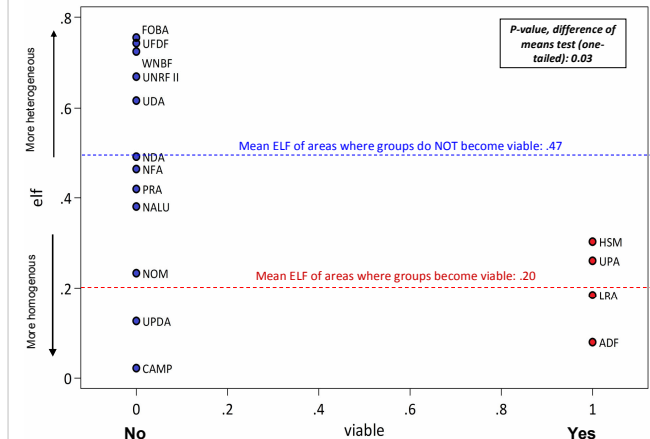 .8
FOBA
UFDF
WNBF
UNRF II
P-value, difference of
means test (one-
tailed): 0.03
More heterogeneous
.6
UDA
Mean ELF of areas where groups do NOT become viable: .47
NDA
NFA
elf
.4
PRA
NALU
HSM
UPA
NOM
Mean ELF of areas where groups become viable: .20
.2
LRA
More homogenous
UPDA
ADF
CAMP
0
0 .2 .4 .6 .8 1
No viable Yes